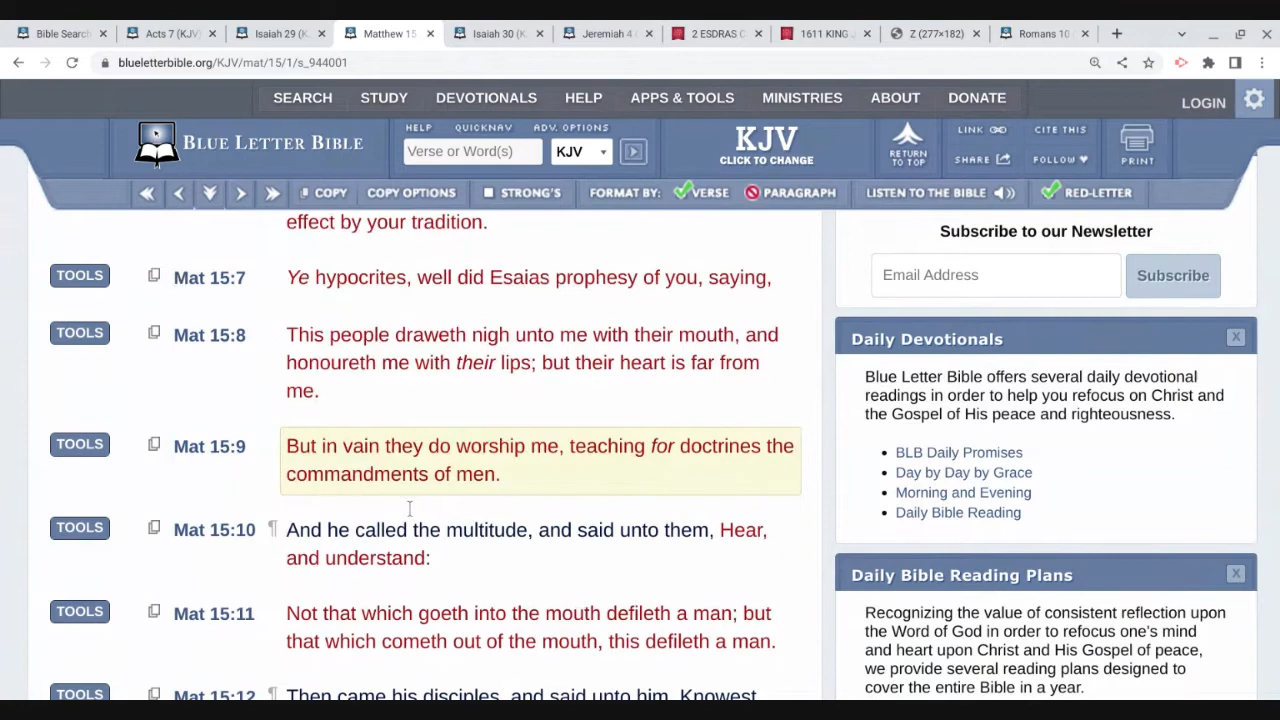 Bible Search
Acts 7 (KJV)
Isaiah 29 (K
Matthew 15
Isaiah 30 (K
Jeremiah 4 (
2 ESDRAS C
1611 KING J
Z (277×182)
Romans 10
blueletterbible.org/KJV/mat/15/1/s_944001
SEARCH STUDY DEVOTIONALS HELP APPS & TOOLS MINISTRIES ABOUT DONATE LOGIN
BLUE LETTER BIBLE
HELP QUICKNAV ADV. OPTIONS
Verse or Word(s) KJV
KJV
CLICK TO CHANGE
RETURN
TO TOP
LINK CITE THIS
SHARE FOLLOW
PRINT
COPY COPY OPTIONS STRONG'S FORMAT BY: VERSE PARAGRAPH LISTEN TO THE BIBLE RED-LETTER
effect by your tradition.
TOOLS Mat 15:7 Ye hypocrites, well did Esaias prophesy of you, saying,
TOOLS Mat 15:8 This people draweth nigh unto me with their mouth, and
honoureth me with their lips; but their heart is far from
me.
TOOLS Mat 15:9 But in vain they do worship me, teaching for doctrines the
commandments of men.
TOOLS Mat 15:10 ¶ And he called the multitude, and said unto them, Hear,
and understand:
TOOLS Mat 15:11 Not that which goeth into the mouth defileth a man; but
that which cometh out of the mouth, this defileth a man.
TOOLS Mat 15:12 ¶ Then came his disciples, and said unto him, Knowest
Subscribe to our Newsletter
Email Address Subscribe
Daily Devotionals X
Blue Letter Bible offers several daily devotional
readings in order to help you refocus on Christ and
the Gospel of His peace and righteousness.
• BLB Daily Promises
• Day by Day by Grace
• Morning and Evening
• Daily Bible Reading
Daily Bible Reading Plans X
Recognizing the value of consistent reflection upon
the Word of God in order to refocus one's mind
and heart upon Christ and His Gospel of peace,
we provide several reading plans designed to
cover the entire Bible in a year.